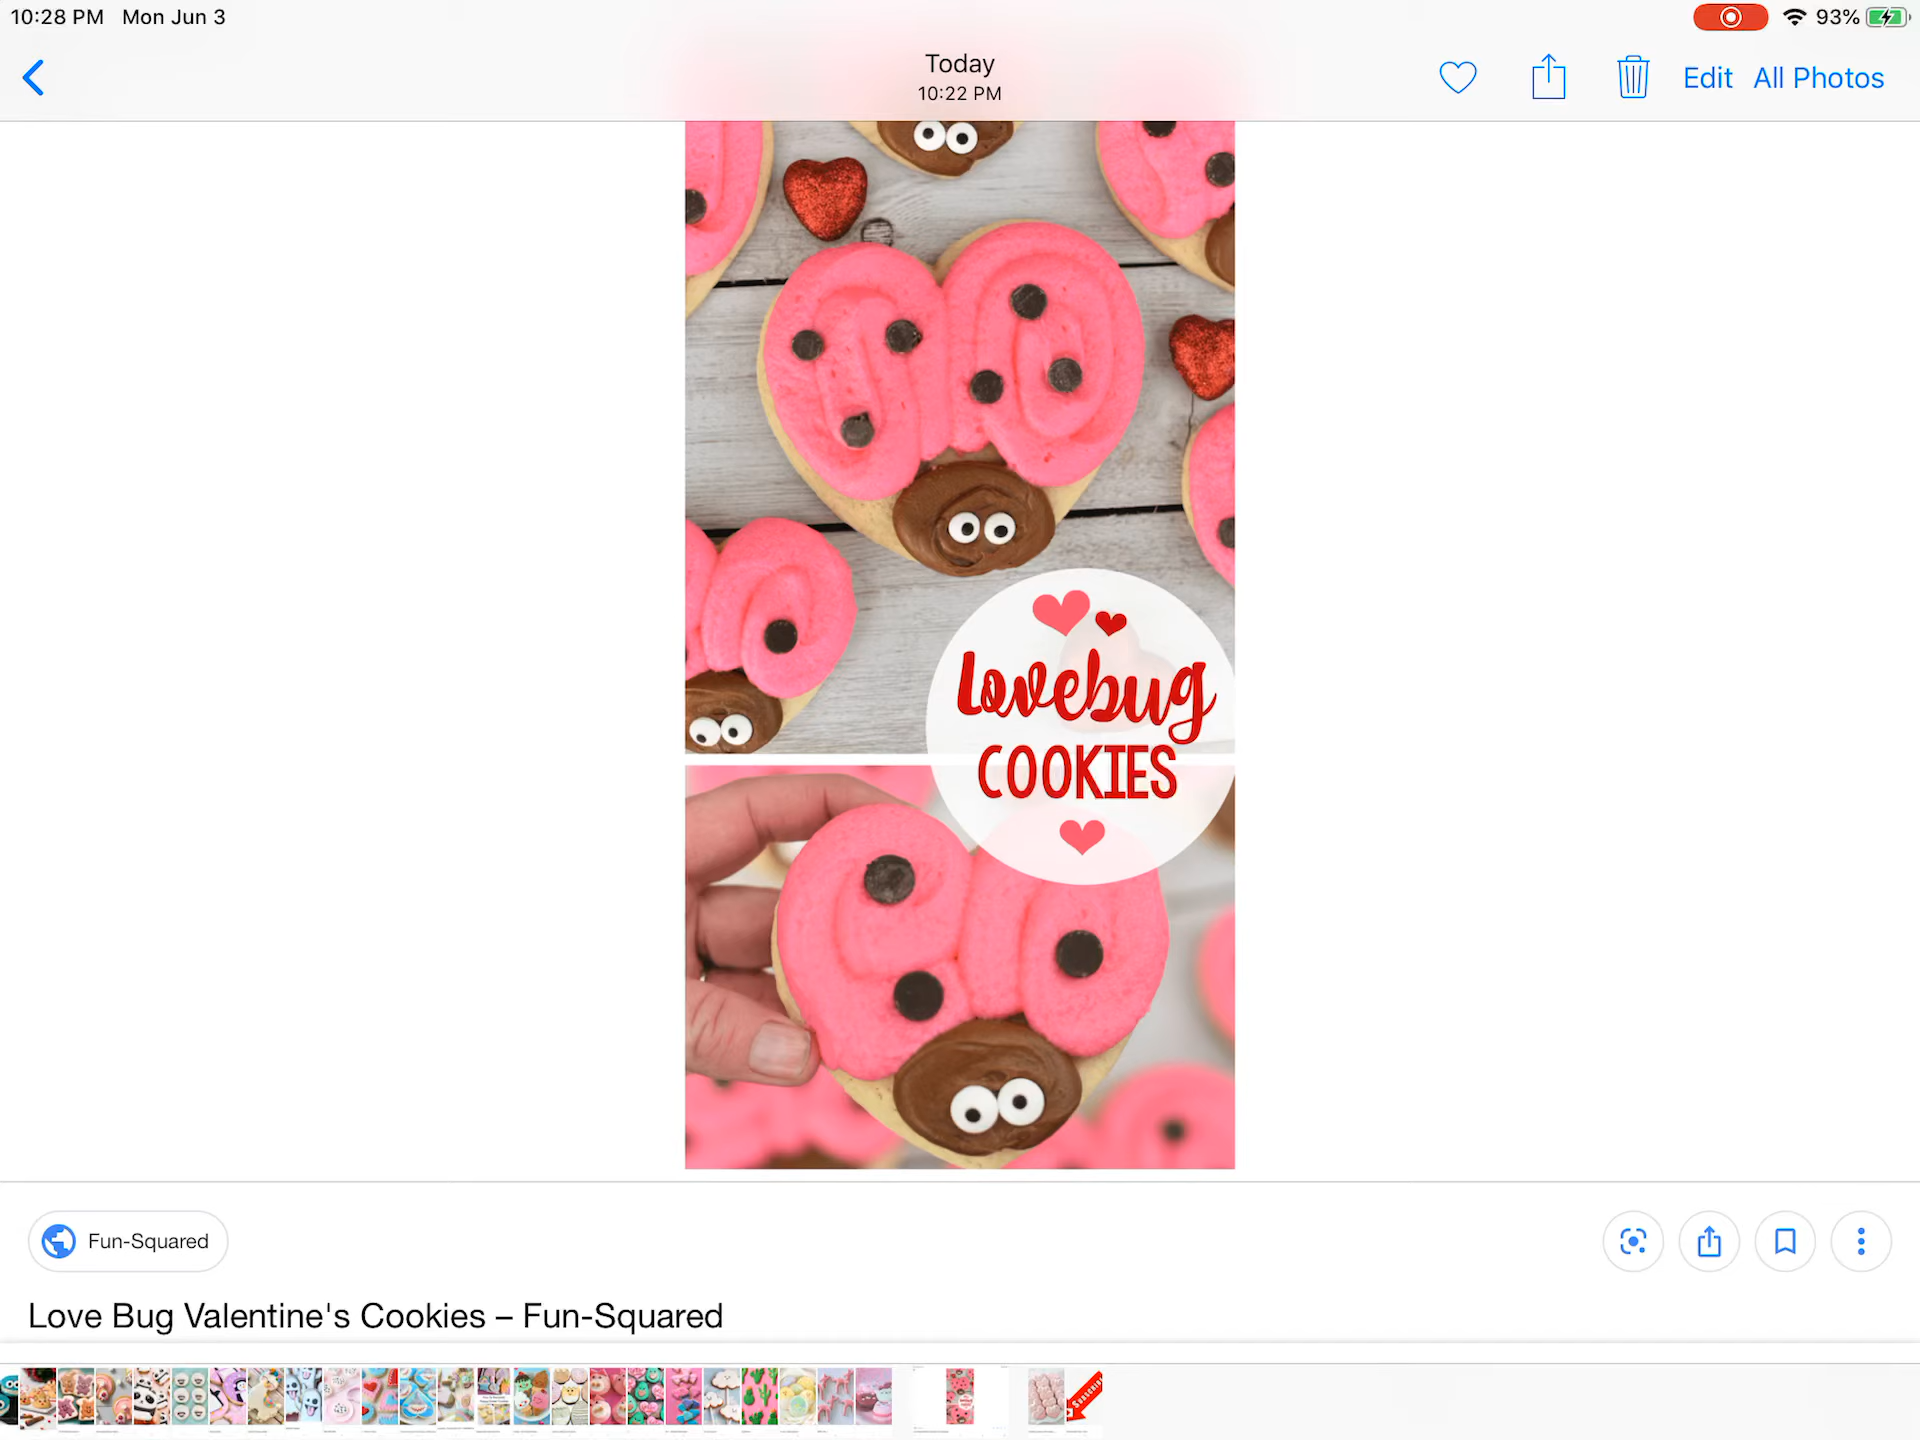 10:28 PM Mon Jun 3
93%
Today
10:22 PM
Edit All Photos
Lovebug
COOKIES
Fun-Squared
Love Bug Valentine's Cookies – Fun-Squared
SUBSCRIBE